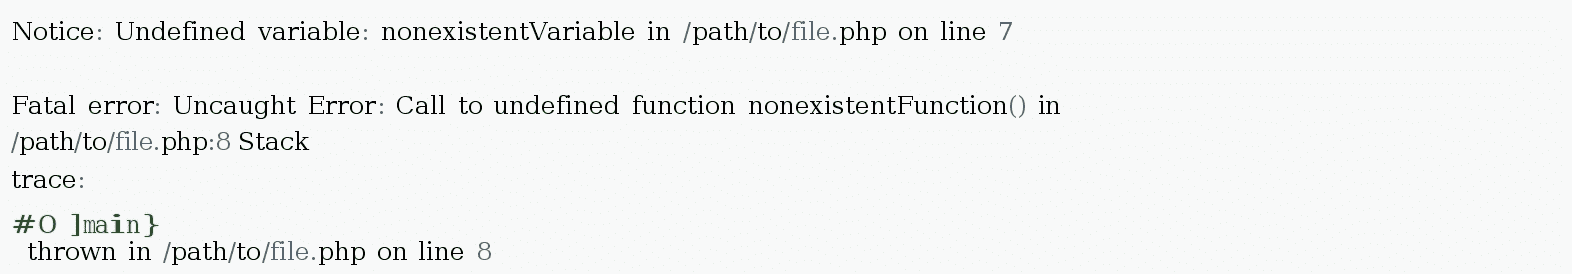 Notice: Undefined variable: nonexistentVariable in /path/to/file.php on line 7
Fatal error: Uncaught Error: Call to undefined function nonexistentFunction() in
/path/to/file.php:8 Stack
trace:
#O ]main}
thrown in /path/to/file.php on line 8